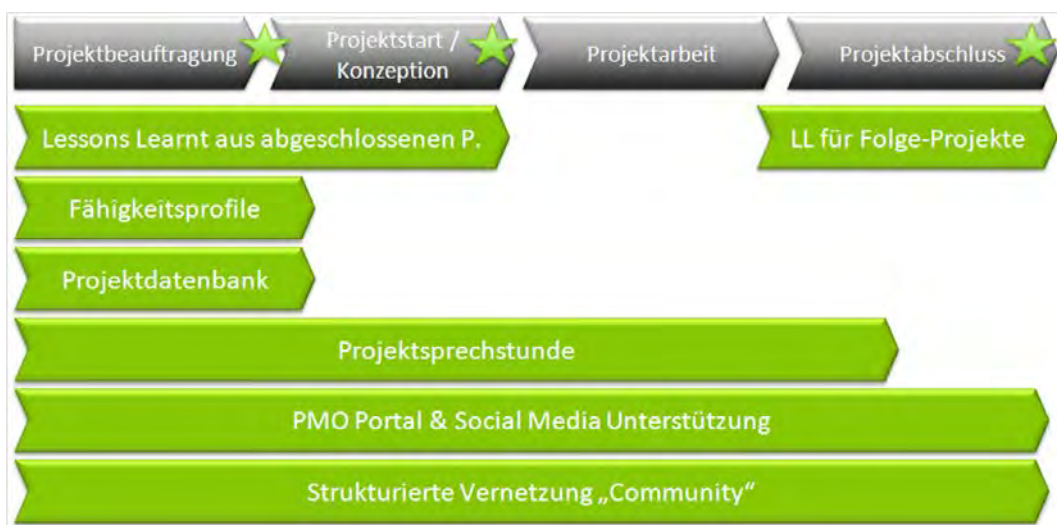 Projektbeauftragung
Projektstart /
Konzeption
Projektarbeit
Projektabschluss
Lessons Learnt aus abgeschlossenen P.
LL für Folge-Projekte
Fähigkeitsprofile
Projektdatenbank
Projektsprechstunde
PMO Portal & Social Media Unterstützung
Strukturierte Vernetzung „Community“